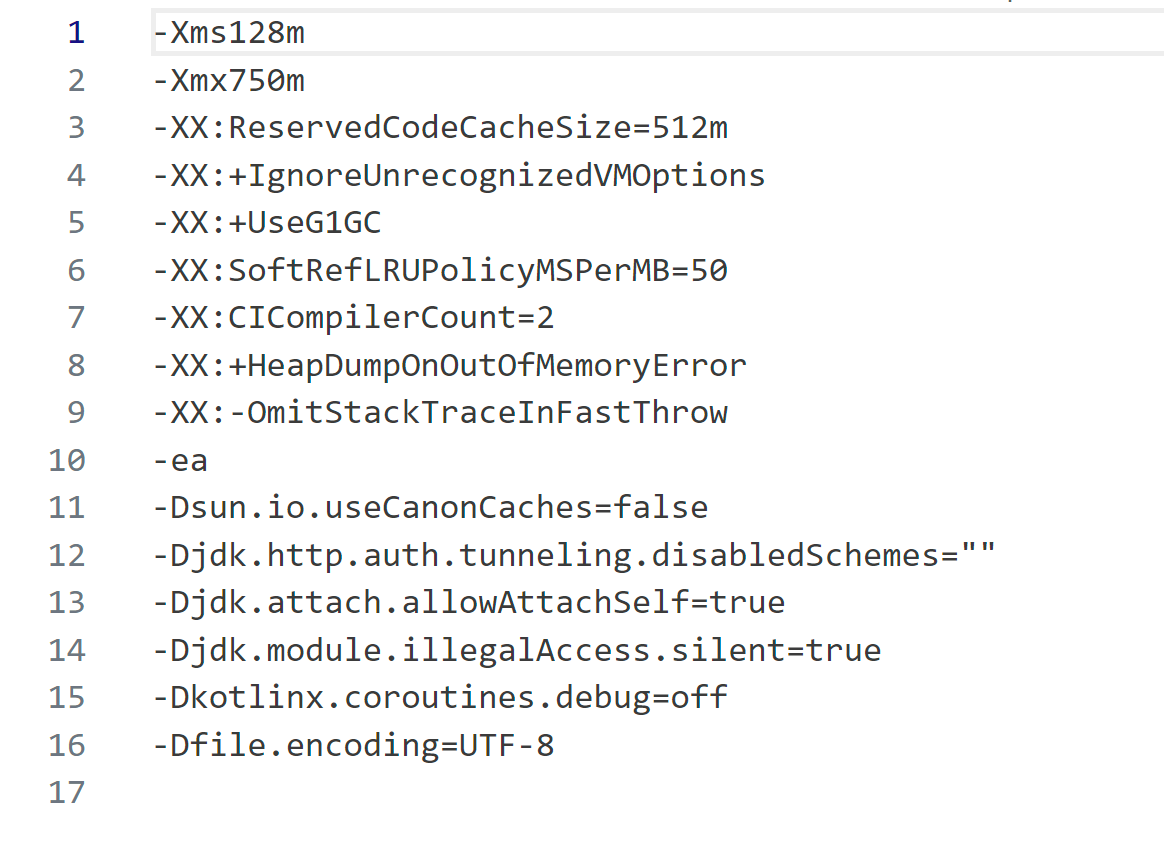 1 -Xms128m
2 -Xmx750m
3 -XX:ReservedCodeCacheSize=512m
4 -XX:+IgnoreUnrecognizedVMOptions
5 -XX:+UseG1GC
6 -XX:SoftRefLRUPolicyMSPerMB=50
7 -XX:CICompilerCount=2
8 -XX:+HeapDumpOnOutOfMemoryError
9 -XX:-OmitStackTraceInFastThrow
10 -ea
11 -Dsun.io.useCanonCaches=false
12 -Djdk.http.auth.tunneling.disabledSchemes=""
13 -Djdk.attach.allowAttachSelf=true
14 -Djdk.module.illegalAccess.silent=true
15 -Dkotlinx.coroutines.debug=off
16 -Dfile.encoding=UTF-8
17